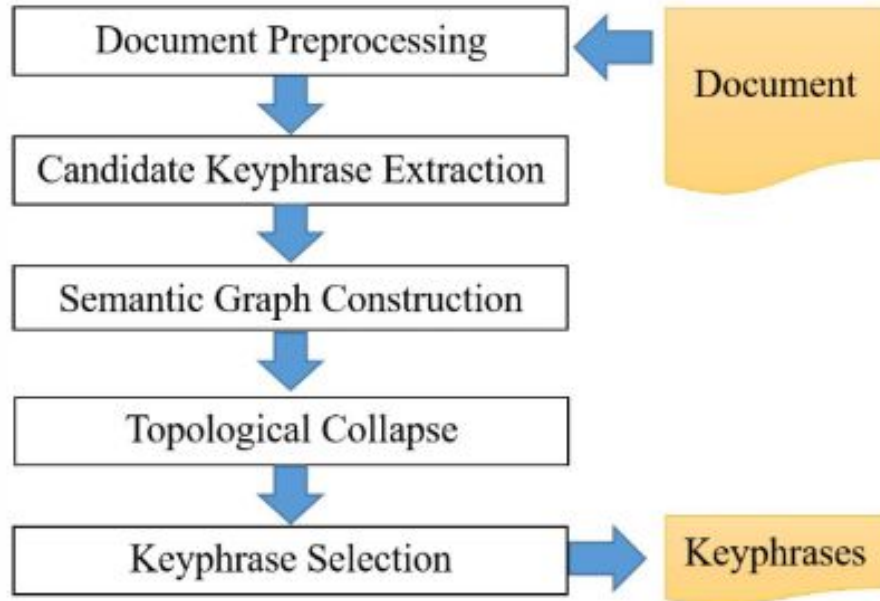 Document Preprocessing
Document
Candidate Keyphrase Extraction
Semantic Graph Construction
Topological Collapse
Keyphrase Selection
Keyphrases